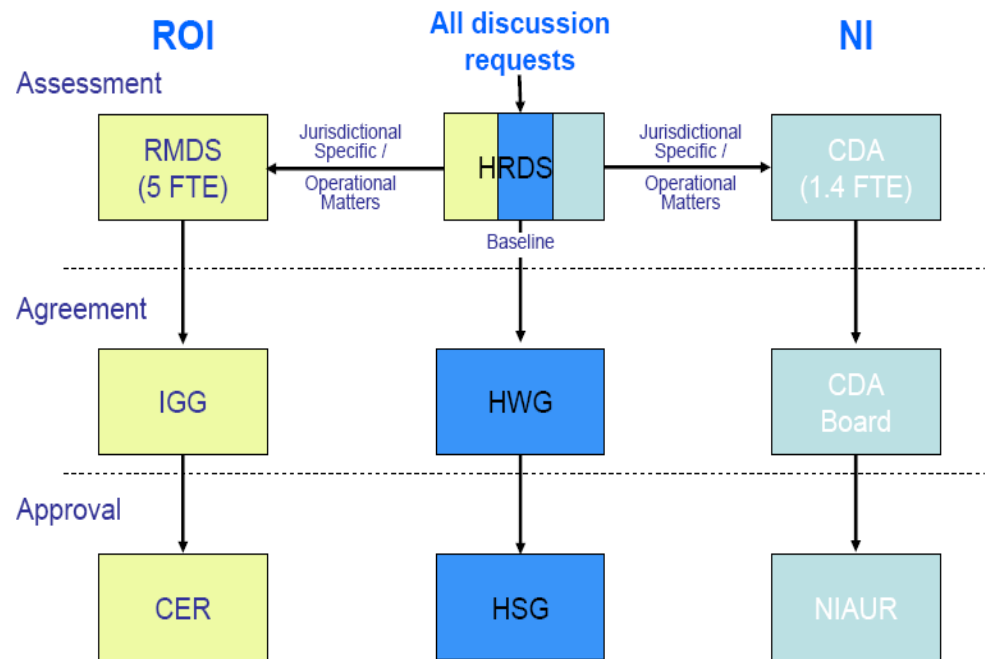 ROI
All discussion
requests
NI
Assessment
RMDS
(5 FTE)
Jurisdictional
Specific /
Operational
Matters
HRDS
Jurisdictional
Specific /
Operational
Matters
CDA
(1.4 FTE)
Baseline
Agreement
IGG
HWG
CDA
Board
Approval
CER
HSG
NIAUR